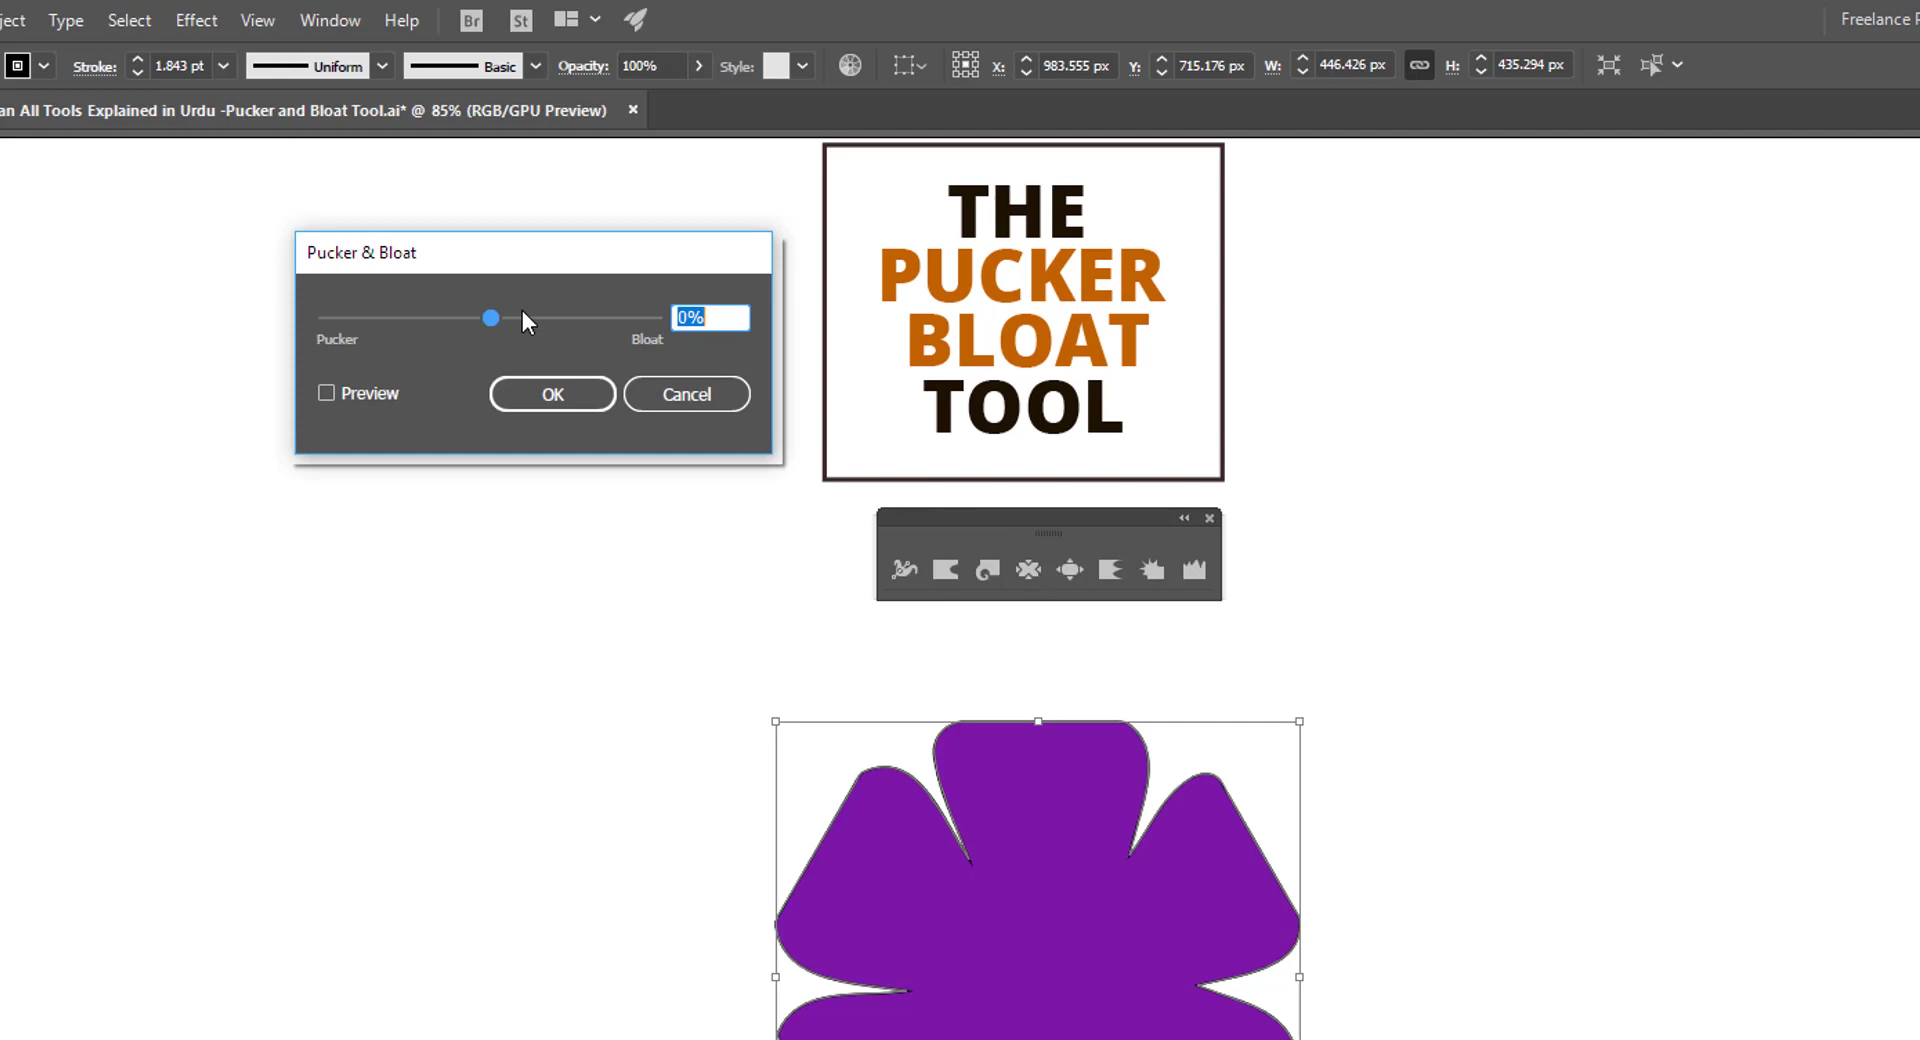 ject Type Select Effect View Window Help Br St Freelance P
Stroke: 1.843 pt Uniform Basic Opacity: 100% Style: X: 983.555 px Y: 715.176 px W: 446.426 px H: 435.294 px
an All Tools Explained in Urdu -Pucker and Bloat Tool.ai* @ 85% (RGB/GPU Preview)
Pucker & Bloat
0%
Pucker Bloat
Preview OK Cancel
THE
PUCKER
BLOAT
TOOL